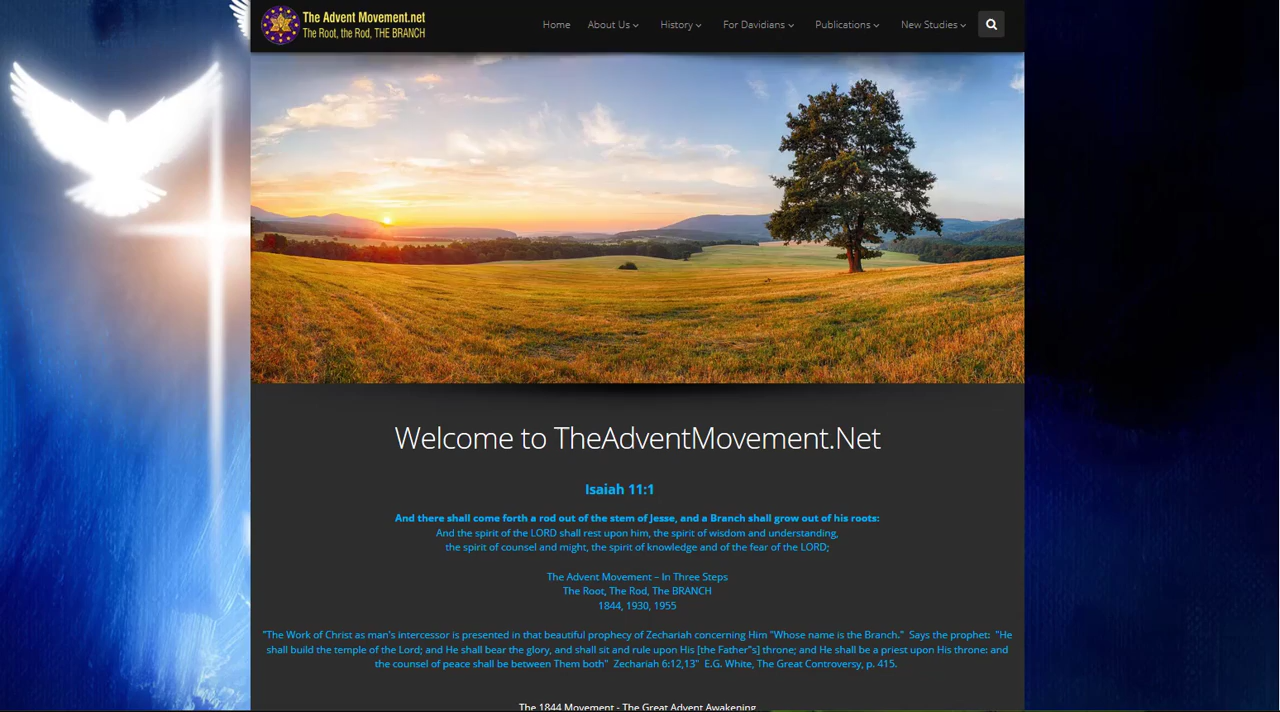 The Advent Movement.net
The Root, the Rod, THE BRANCH
Home About Us History For Davidians Publications New Studies
Welcome to TheAdventMovement.Net
Isaiah 11:1
And there shall come forth a rod out of the stem of Jesse, and a Branch shall grow out of his roots:
And the spirit of the LORD shall rest upon him, the spirit of wisdom and understanding,
the spirit of counsel and might, the spirit of knowledge and of the fear of the LORD;
The Advent Movement – In Three Steps
The Root, The Rod, The BRANCH
1844, 1930, 1955
"The Work of Christ as man's intercessor is presented in that beautiful prophecy of Zechariah concerning Him "Whose name is the Branch."  Says the prophet:  "He
shall build the temple of the Lord; and He shall bear the glory, and shall sit and rule upon His [the Father"s] throne; and He shall be a priest upon His throne: and
the counsel of peace shall be between Them both"  Zechariah 6:12,13"  E.G. White, The Great Controversy, p. 415.
The 1844 Movement - The Great Advent Awakening